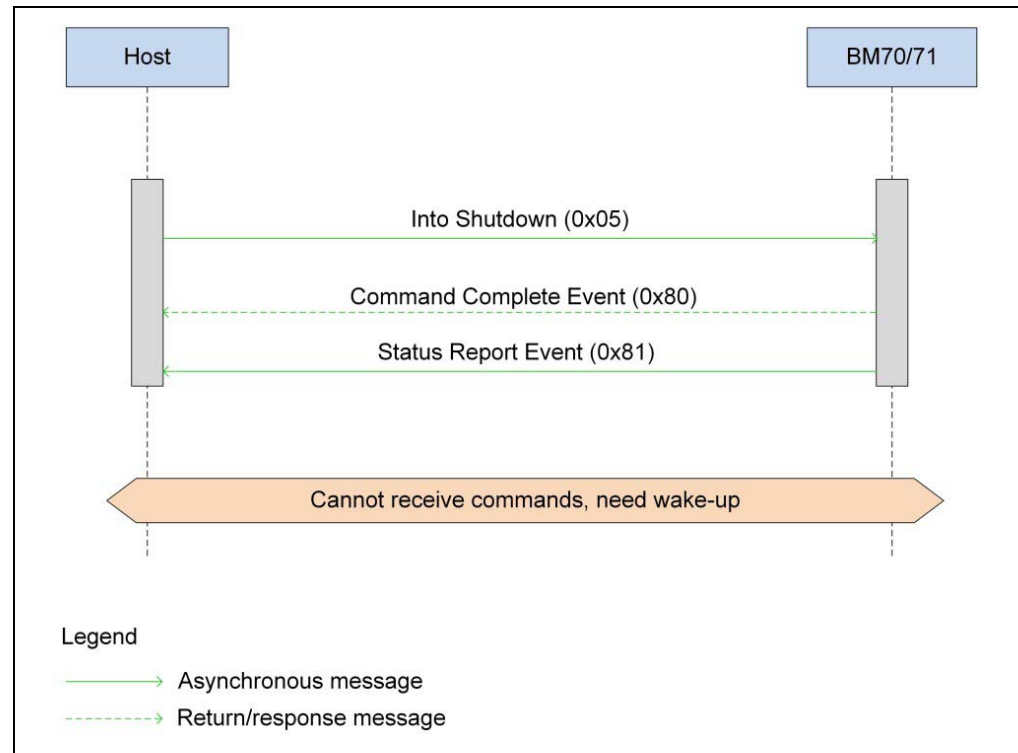 Host
BM70/71
Into Shutdown (0x05)
Command Complete Event (0x80)
Status Report Event (0x81)
Cannot receive commands, need wake-up
Legend
Asynchronous message
Return/response message